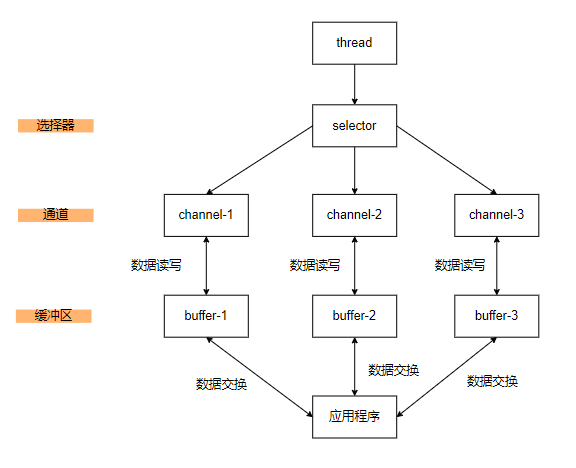 thread
选择器
selector
通道
channel-1
channel-2
channel-3
数据读写
数据读写
数据读写
缓冲区
buffer-1
buffer-2
buffer-3
数据交换
数据交换
数据交换
应用程序